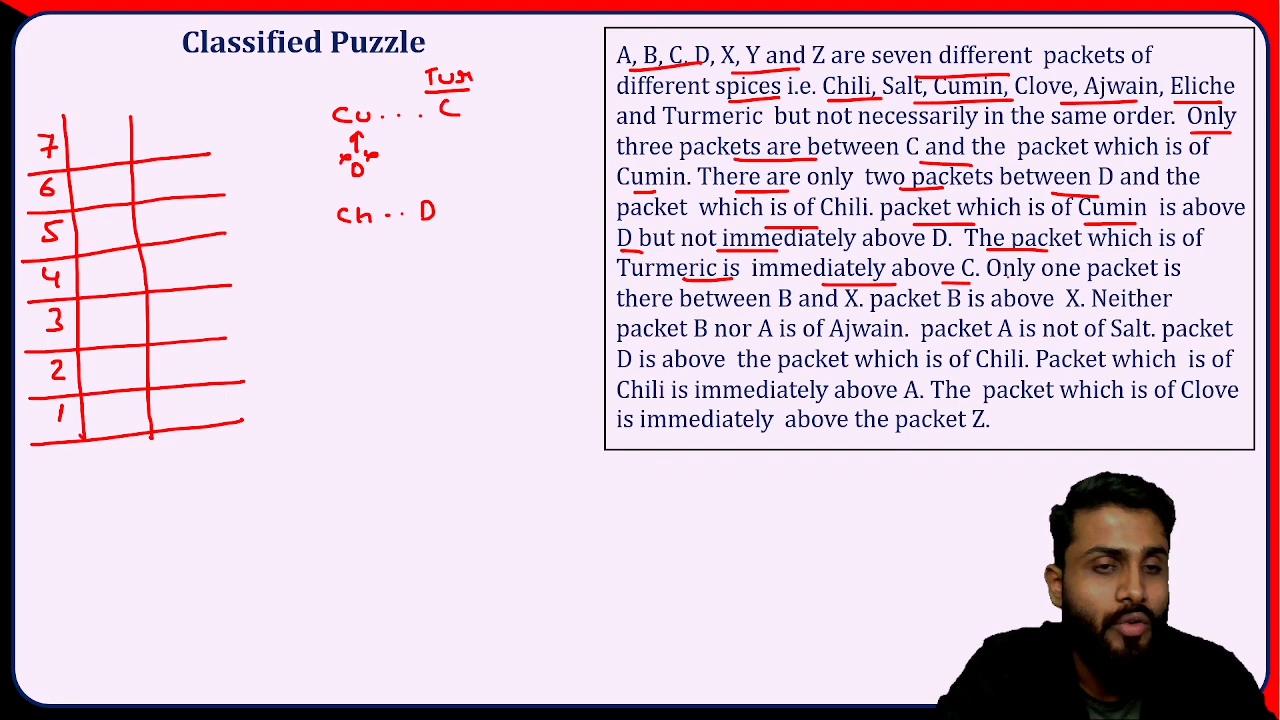 Classified Puzzle
7
6
5
4
3
2
1
Tur
Cu . . . C
x x
D
Ch . . D
A, B, C, D, X, Y and Z are seven different packets of
different spices i.e. Chili, Salt, Cumin, Clove, Ajwain, Eliche
and Turmeric but not necessarily in the same order. Only
three packets are between C and the packet which is of
Cumin. There are only two packets between D and the
packet which is of Chili. packet which is of Cumin is above
D but not immediately above D. The packet which is of
Turmeric is immediately above C. Only one packet is
there between B and X. packet B is above X. Neither
packet B nor A is of Ajwain. packet A is not of Salt. packet
D is above the packet which is of Chili. Packet which is of
Chili is immediately above A. The packet which is of Clove
is immediately above the packet Z.